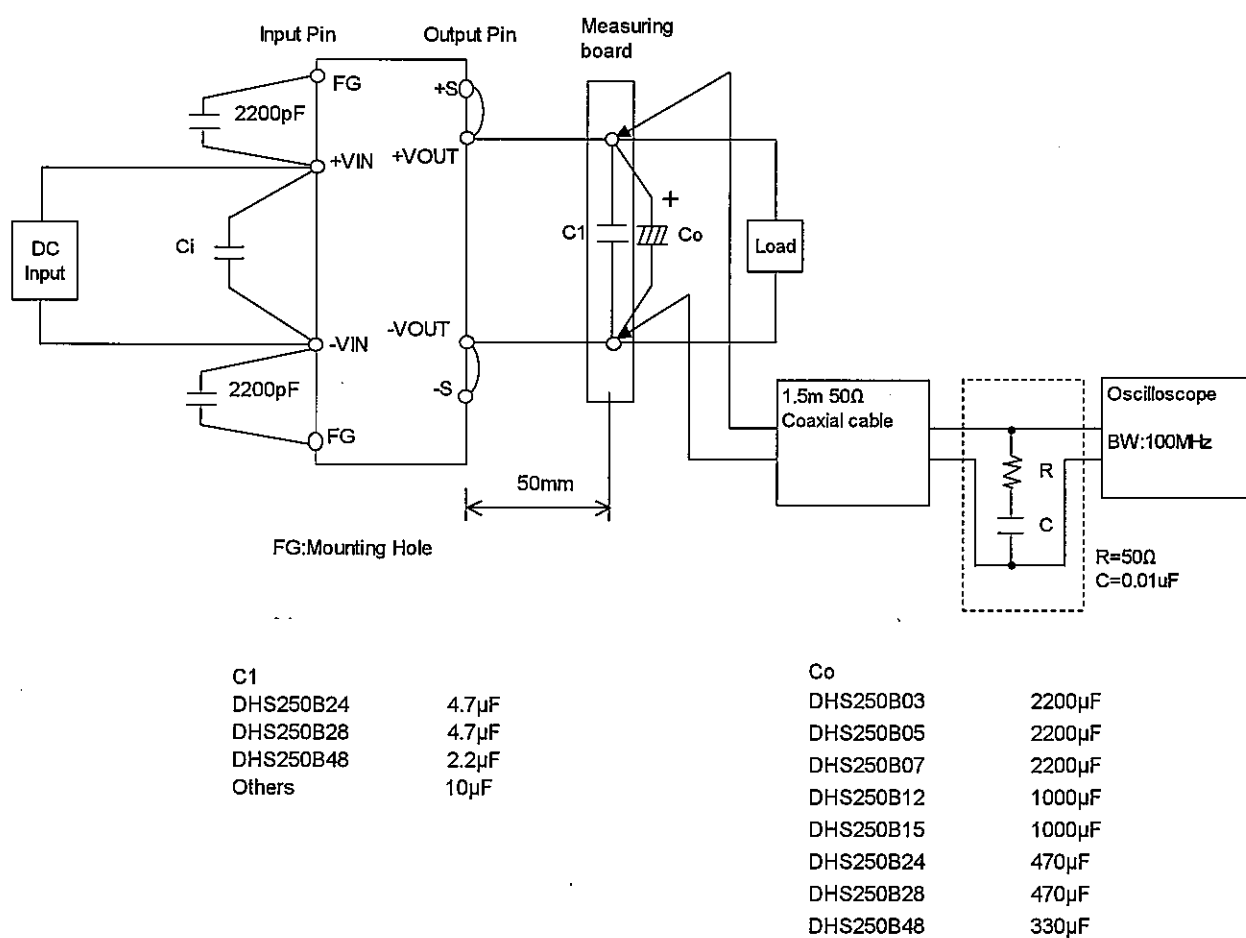 Input Pin
Output Pin
Measuring
board
FG
+S
2200pF
+VIN
+VOUT
+
DC
Input
Ci
C1
Co
Load
-VOUT
-VIN
2200pF
-S
FG
1.5m 50Ω
Coaxial cable
Oscilloscope
BW:100MHz
R
C
50mm
FG:Mounting Hole
R=50Ω
C=0.01uF
C1
DHS250B24 4.7µF
DHS250B28 4.7µF
DHS250B48 2.2µF
Others 10µF
Co
DHS250B03 2200µF
DHS250B05 2200µF
DHS250B07 2200µF
DHS250B12 1000µF
DHS250B15 1000µF
DHS250B24 470µF
DHS250B28 470µF
DHS250B48 330µF